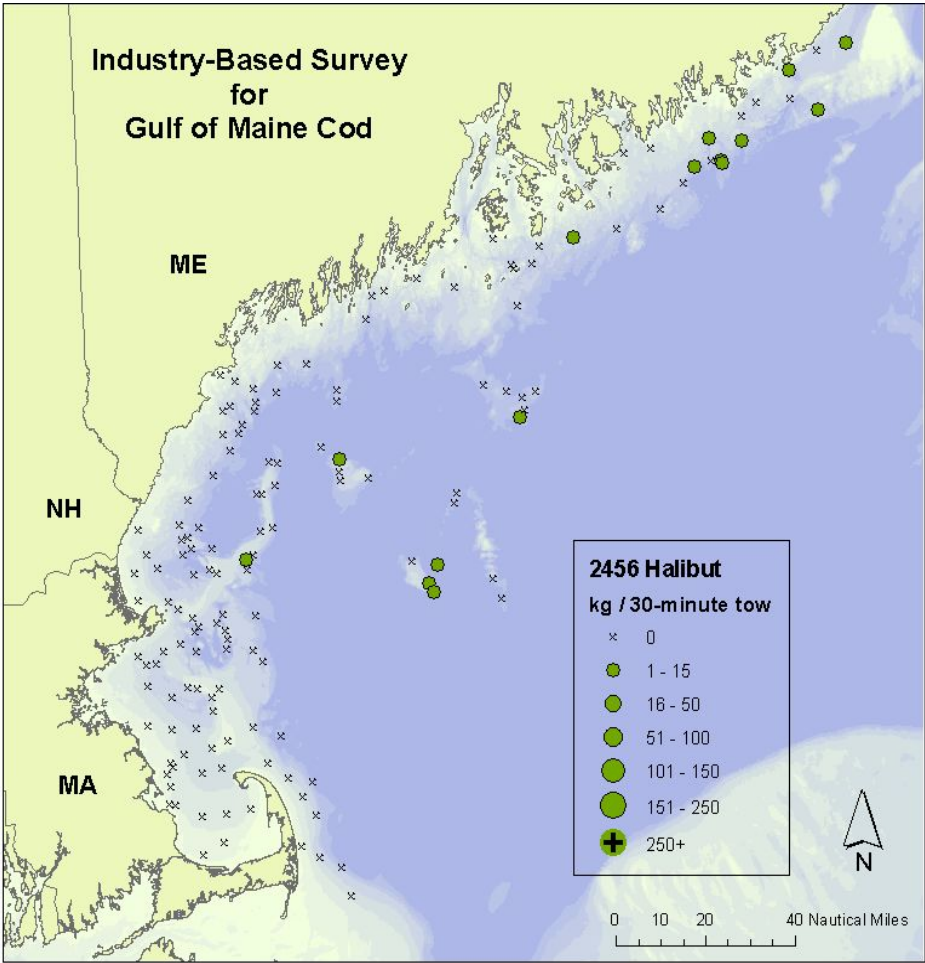 Industry-Based Survey
for
Gulf of Maine Cod
ME
NH
MA
2456 Halibut
kg / 30-minute tow
0
1 - 15
16 - 50
51 - 100
101 - 150
151 - 250
250+
N
0 10 20 40 Nautical Miles